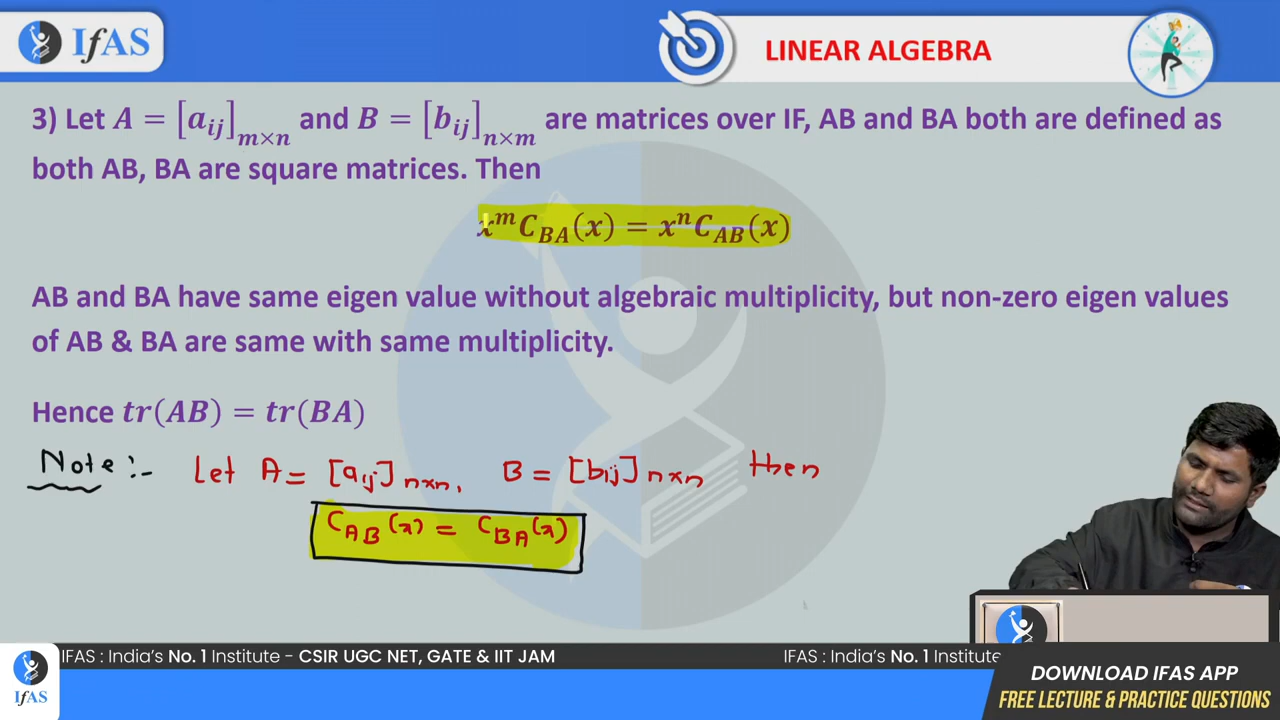 IfAS
LINEAR ALGEBRA
3) Let A = [aᵢⱼ]ₘ×ₙ and B = [bᵢⱼ]ₙ×ₘ are matrices over IF, AB and BA both are defined as
both AB, BA are square matrices. Then
xᵐ C_BA(x) = xⁿ C_AB(x)
AB and BA have same eigen value without algebraic multiplicity, but non-zero eigen values
of AB & BA are same with same multiplicity.
Hence tr(AB) = tr(BA)
Note :- Let A = [aij] n×n, B = [bij] n×n then
C_AB (x) = C_BA (x)
IFAS : India's No. 1 Institute - CSIR UGC NET, GATE & IIT JAM
IFAS : India's No. 1 Institute
IfAS
DOWNLOAD IFAS APP
FREE LECTURE & PRACTICE QUESTIONS